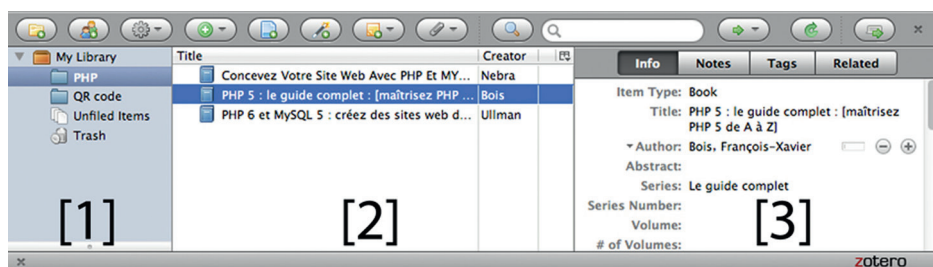 My Library
PHP
QR code
Unfiled Items
Trash
[1]
Title Creator
Concevez Votre Site Web Avec PHP Et MY... Nebra
PHP 5 : le guide complet : [maîtrisez PHP ... Bois
PHP 6 et MySQL 5 : créez des sites web d... Ullman
[2]
Info Notes Tags Related
Item Type: Book
Title: PHP 5 : le guide complet : [maîtrisez
PHP 5 de A à Z]
Author: Bois, François-Xavier
Abstract:
Series: Le guide complet
Series Number:
Volume:
# of Volumes:
[3]
zotero